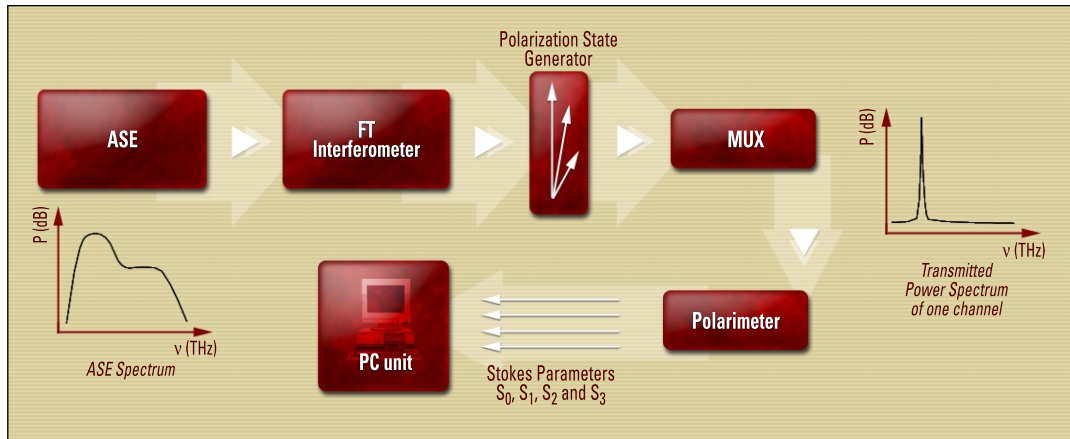 Polarization State
Generator
ASE
FT
Interferometer
MUX
P (dB)
ν (THz)
Transmitted
Power Spectrum
of one channel
P (dB)
ν (THz)
ASE Spectrum
PC unit
Stokes Parameters
S₀, S₁, S₂ and S₃
Polarimeter